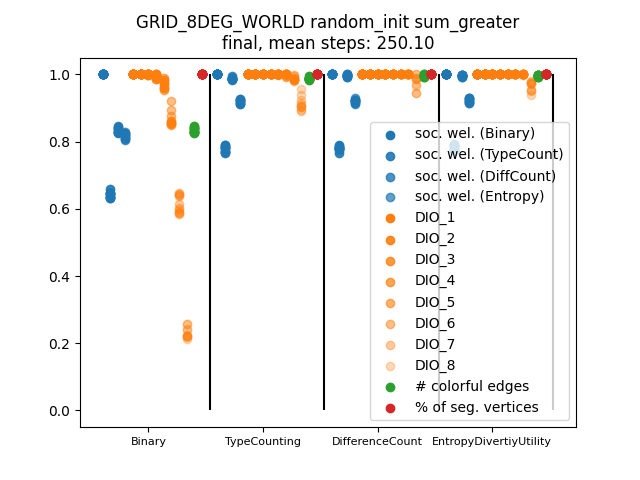 GRID_8DEG_WORLD random_init sum_greater
final, mean steps: 250.10
1.0
0.8
0.6
0.4
0.2
0.0
soc. wel. (Binary)
soc. wel. (TypeCount)
soc. wel. (DiffCount)
soc. wel. (Entropy)
DIO_1
DIO_2
DIO_3
DIO_4
DIO_5
DIO_6
DIO_7
DIO_8
# colorful edges
% of seg. vertices
Binary
TypeCounting
DifferenceCount
EntropyDivertiyUtility